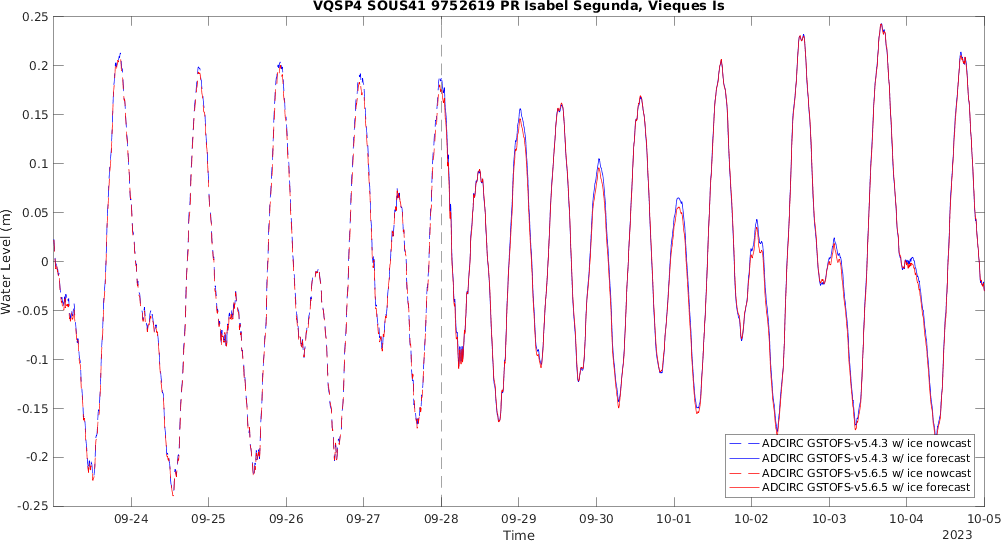 VQSP4 SOUS41 9752619 PR Isabel Segunda, Vieques Is
0.25
0.2
0.15
0.1
0.05
0
-0.05
-0.1
-0.15
-0.2
-0.25
Water Level (m)
ADCIRC GSTOFS-v5.4.3 w/ ice nowcast
ADCIRC GSTOFS-v5.4.3 w/ ice forecast
ADCIRC GSTOFS-v5.6.5 w/ ice nowcast
ADCIRC GSTOFS-v5.6.5 w/ ice forecast
09-24 09-25 09-26 09-27 09-28 09-29 09-30 10-01 10-02 10-03 10-04 10-05
Time
2023